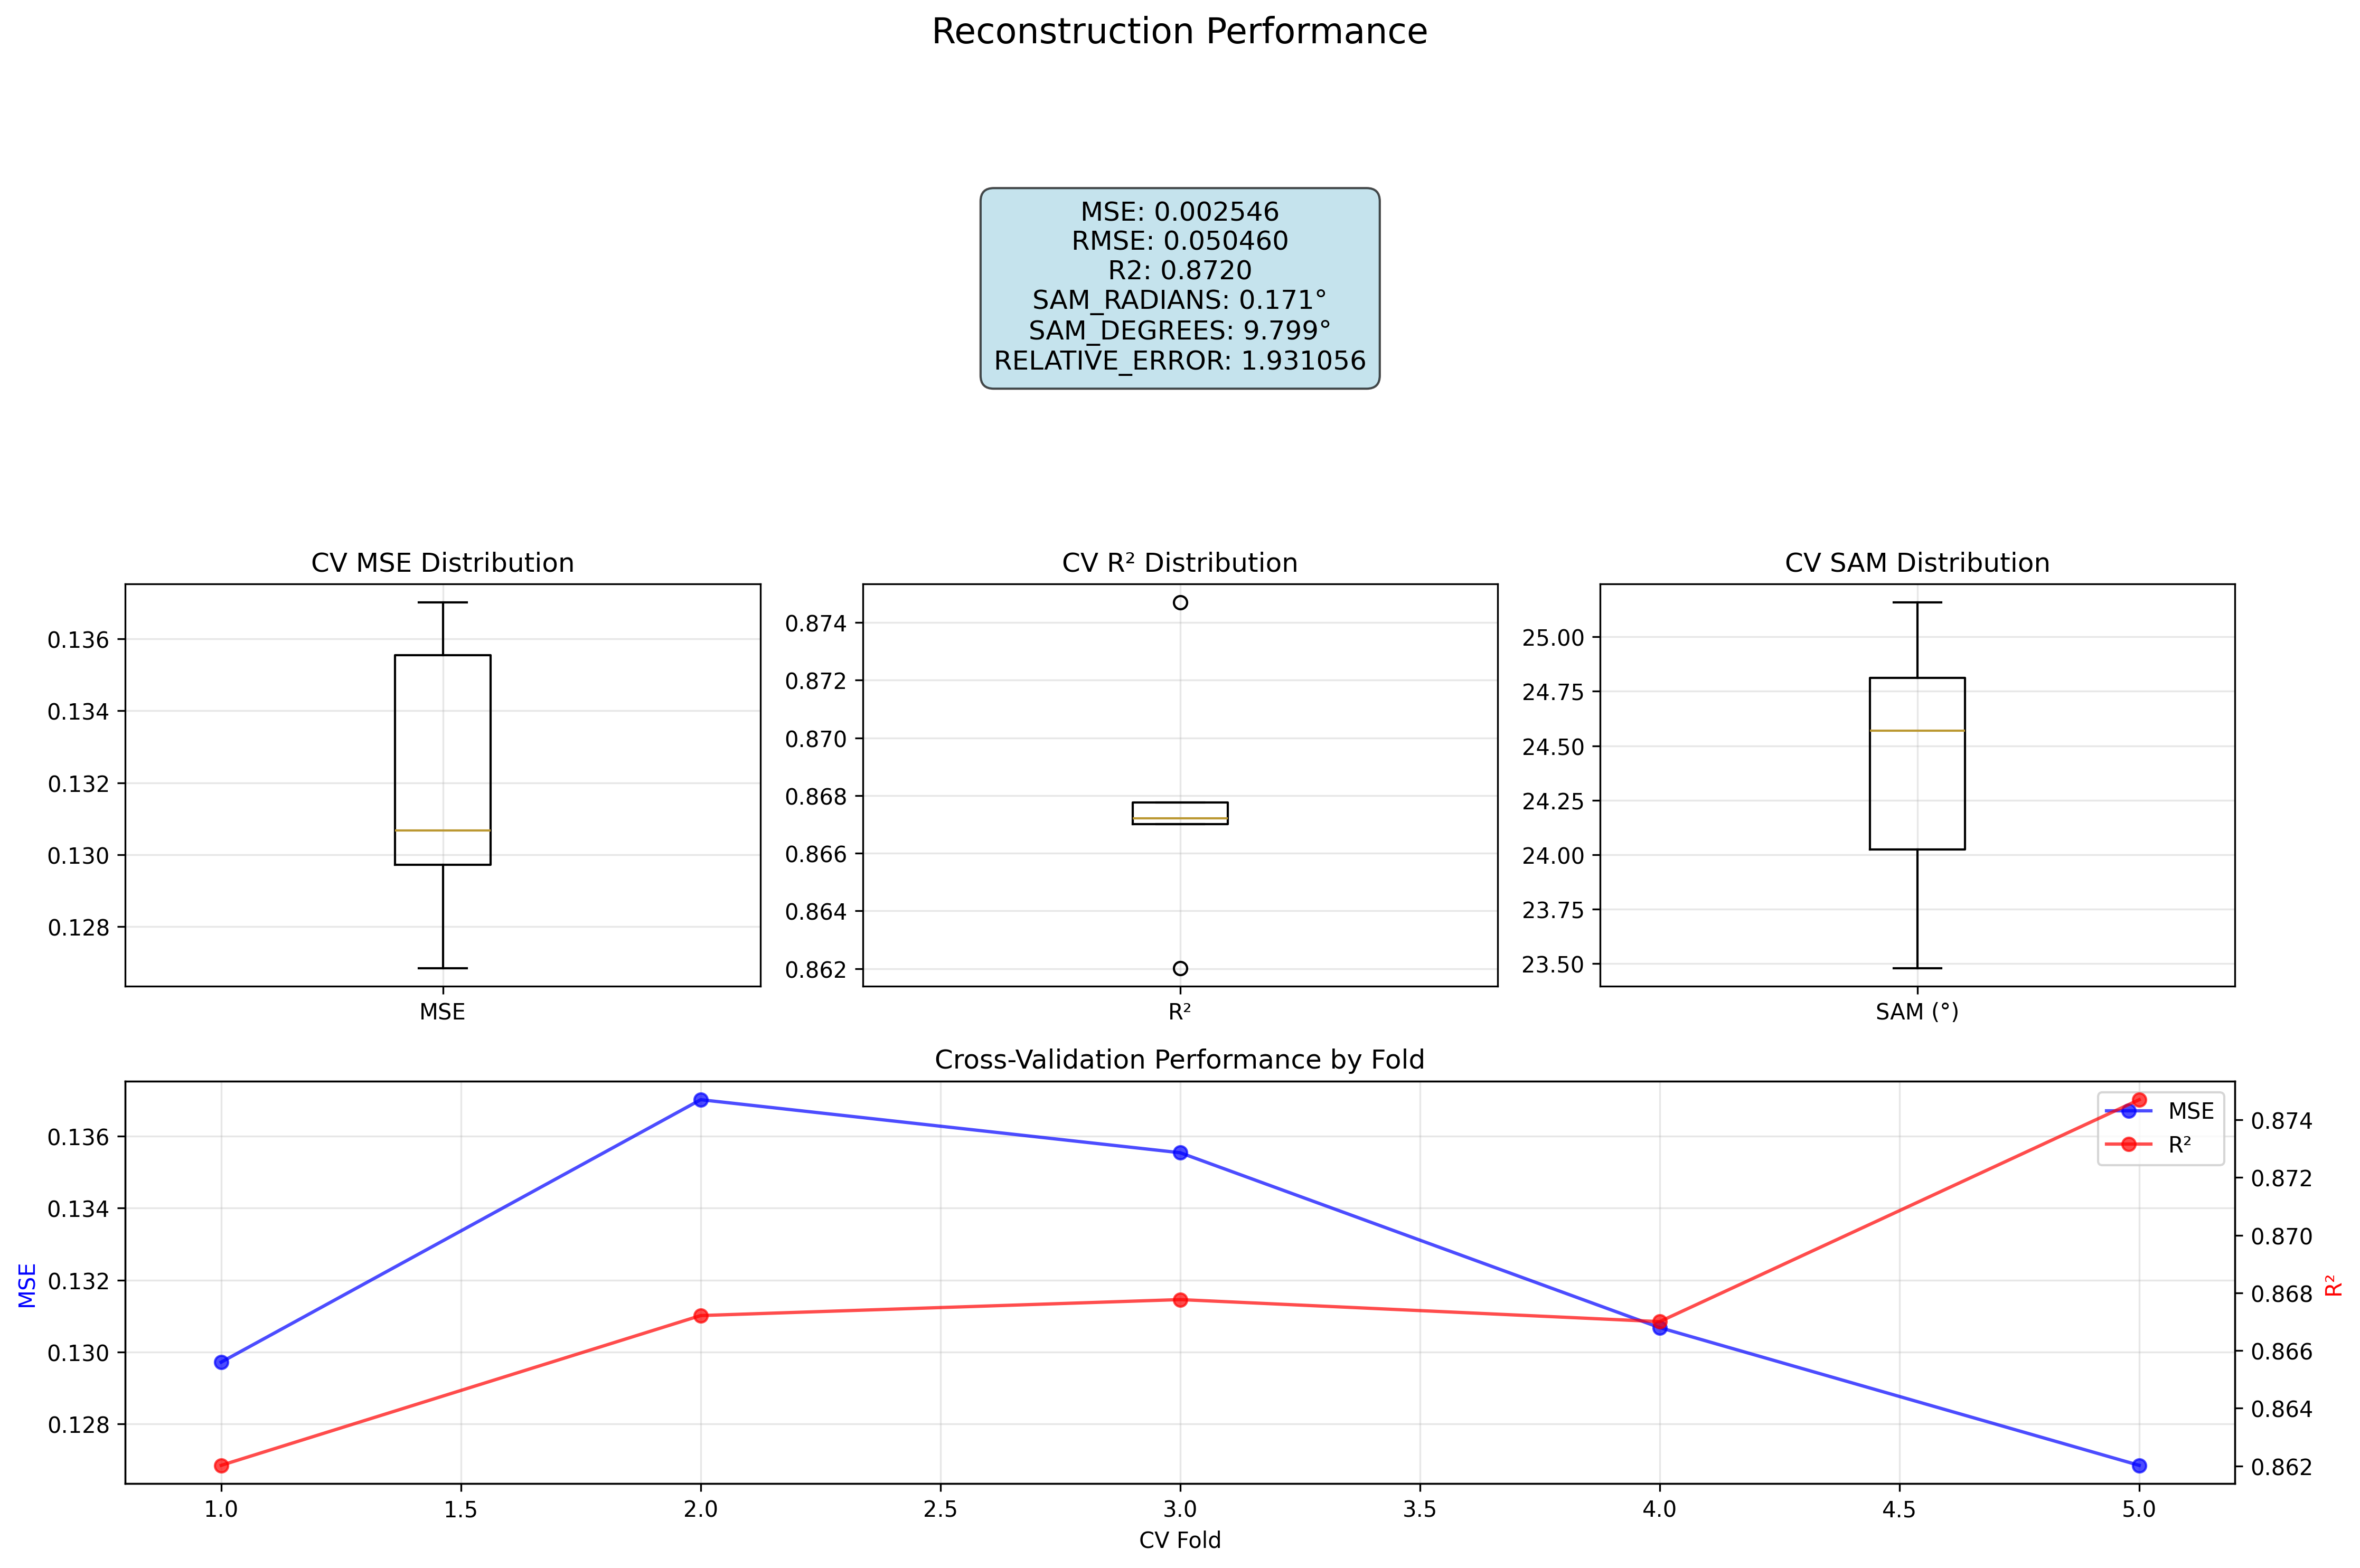 Reconstruction Performance
MSE: 0.002546
RMSE: 0.050460
R2: 0.8720
SAM_RADIANS: 0.171°
SAM_DEGREES: 9.799°
RELATIVE_ERROR: 1.931056
CV MSE Distribution
0.136
0.134
0.132
0.130
0.128
MSE
CV R² Distribution
0.874
0.872
0.870
0.868
0.866
0.864
0.862
R²
CV SAM Distribution
25.00
24.75
24.50
24.25
24.00
23.75
23.50
SAM (°)
Cross-Validation Performance by Fold
MSE
0.136
0.134
0.132
0.130
0.128
MSE
R²
0.874
0.872
0.870
0.868
0.866
0.864
0.862
R²
1.0 1.5 2.0 2.5 3.0 3.5 4.0 4.5 5.0
CV Fold